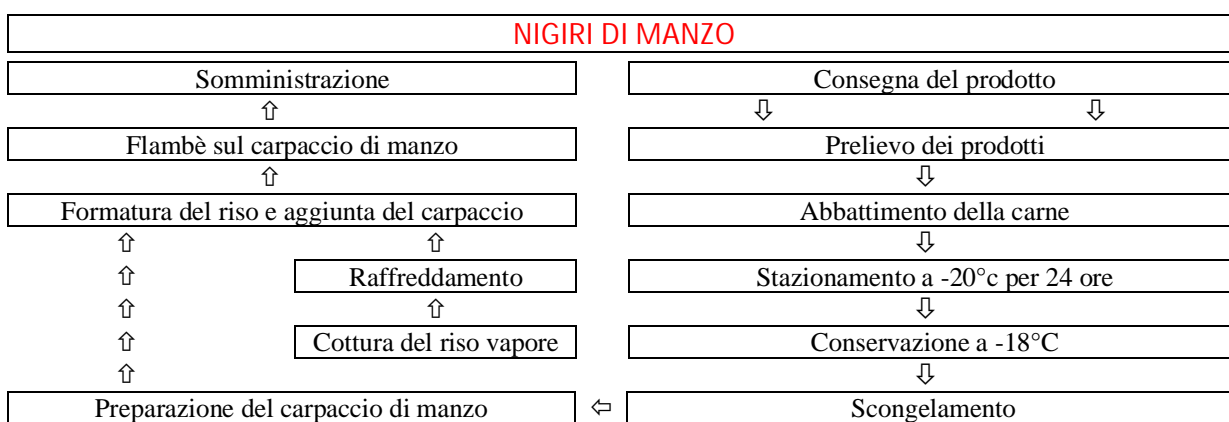 NIGIRI DI MANZO
Somministrazione
Consegna del prodotto
⇧
⇩ ⇩
Flambè sul carpaccio di manzo
Prelievo dei prodotti
⇧
⇩
Formatura del riso e aggiunta del carpaccio
Abbattimento della carne
⇧ ⇧
⇩
⇧
Raffreddamento
Stazionamento a -20°c per 24 ore
⇧ ⇧
⇩
⇧
Cottura del riso vapore
Conservazione a -18°C
⇧
⇩
Preparazione del carpaccio di manzo
⇦
Scongelamento